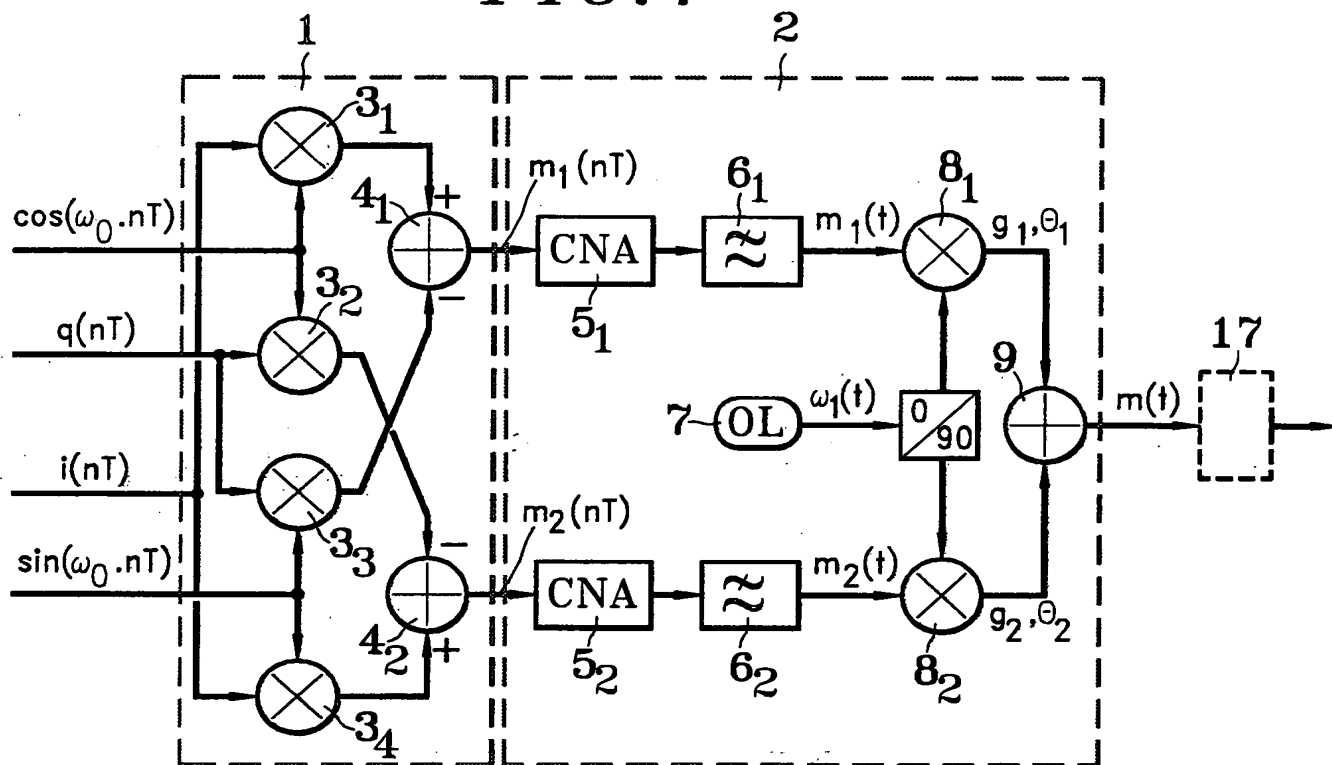 1
2
3₁
cos(ω₀.nT)
4₁
+
m₁(nT)
6₁
m₁(t)
8₁
g₁,Θ₁
CNA
−
5₁
3₂
q(nT)
9
17
7
OL
ω₁(t)
0
90
m(t)
i(nT)
3₃
m₂(nT)
sin(ω₀.nT)
−
4₂
+
CNA
5₂
6₂
m₂(t)
8₂
g₂,Θ₂
3₄